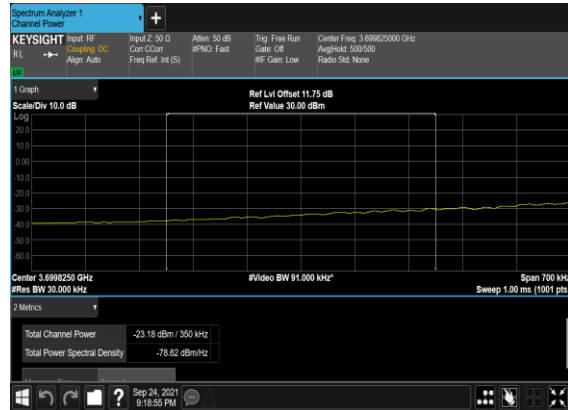 Spectrum Analyzer 1
Channel Power
KEYSIGHT Input: RF Input Z: 50 Ω Atten: 50 dB Trig: Free Run Center Freq: 3.699825000 GHz
RL Coupling: DC Corr CCorr #PNO: Fast Gate: Off Avg|Hold: 500/500
Align: Auto Freq Ref: Int (S) #IF Gain: Low Radio Std: None
1 Graph
Ref Lvl Offset 11.75 dB
Scale/Div 10.0 dB Ref Value 30.00 dBm
Log
20.0
10.0
0.00
-10.0
-20.0
-30.0
-40.0
-50.0
-60.0
Center 3.6998250 GHz #Video BW 91.000 kHz* Span 700 kHz
#Res BW 30.000 kHz Sweep 1.00 ms (1001 pts
2 Metrics
Total Channel Power -23.18 dBm / 350 kHz
Total Power Spectral Density -78.62 dBm/Hz
? Sep 24, 2021
9:18:55 PM